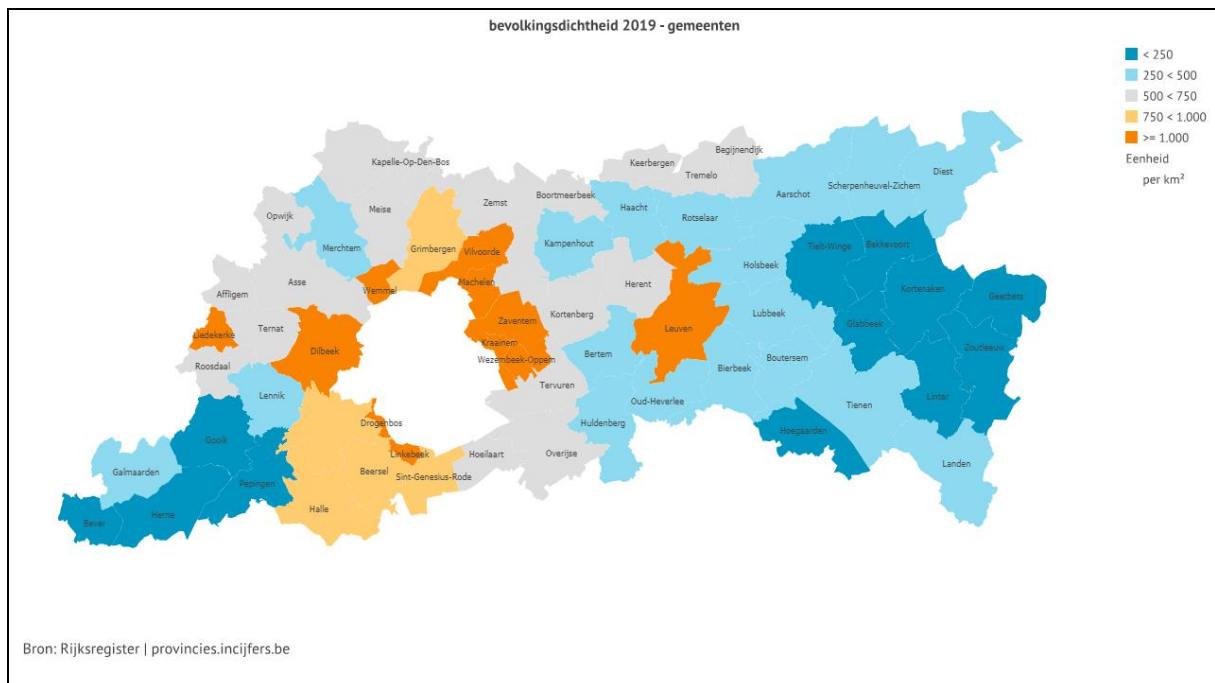 bevolkingsdichtheid 2019 - gemeenten
< 250
250 < 500
500 < 750
750 < 1.000
>= 1.000
Eenheid
per km²
Kapelle-Op-Den-Bos
Keerbergen
Begijnendijk
Tremelo
Diest
Scherpenheuvel-Zichem
Aarschot
Boortmeerbeek
Zemst
Meise
Opwijk
Haacht
Rotselaar
Merchtem
Grimbergen
Vilvoorde
Kampenhout
Tielt-Winge
Bekkevoort
Holsbeek
Asse
Wemmel
Machelen
Herent
Kortenaken
Geetbets
Affligem
Ternat
Liedekerke
Dilbeek
Zaventem
Kortenberg
Leuven
Lubbeek
Glabbeek
Kraainem
Zoutleeuw
Wezembeek-Oppem
Bertem
Boutersem
Bierbeek
Roosdaal
Tervuren
Lennik
Oud-Heverlee
Linter
Tienen
Drogenbos
Huldenberg
Hoegaarden
Gooik
Linkebeek
Hoeilaart
Overijse
Galmaarden
Beersel
Sint-Genesius-Rode
Landen
Pepingen
Halle
Herne
Bever
Bron: Rijksregister | provincies.incijfers.be